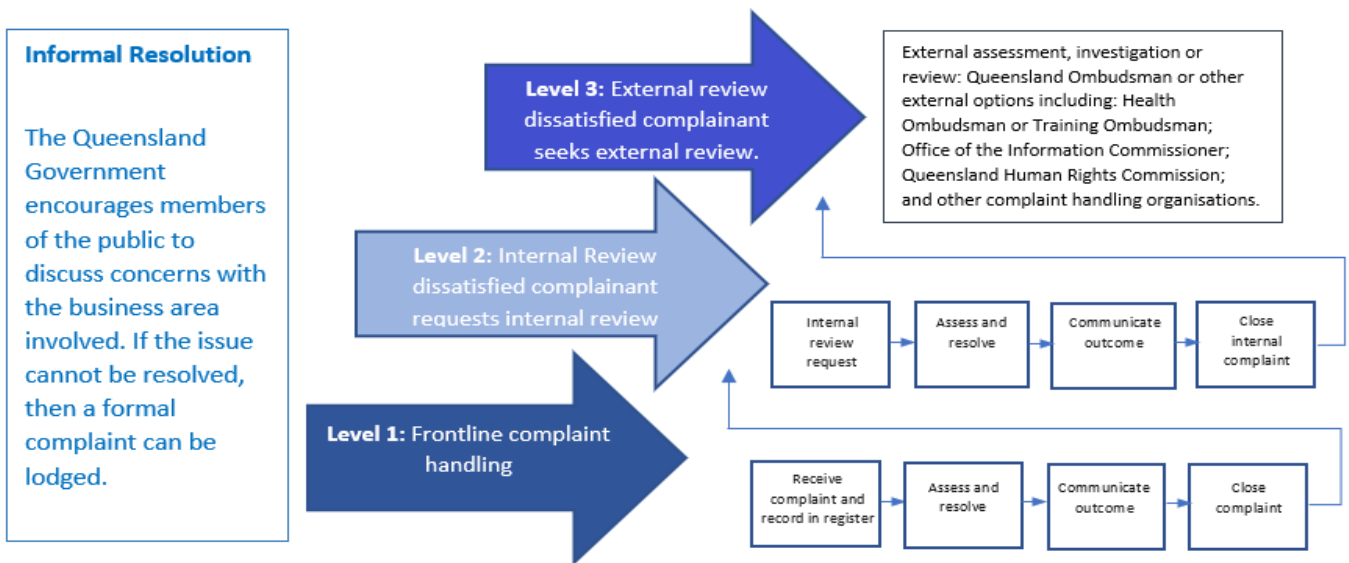 Informal Resolution
The Queensland
Government
encourages members
of the public to
discuss concerns with
the business area
involved. If the issue
cannot be resolved,
then a formal
complaint can be
lodged.
Level 3: External review
dissatisfied complainant
seeks external review.
External assessment, investigation or
review: Queensland Ombudsman or other
external options including: Health
Ombudsman or Training Ombudsman;
Office of the Information Commissioner;
Queensland Human Rights Commission;
and other complaint handling organisations.
Level 2: Internal Review
dissatisfied complainant
requests internal review
Internal
review
request
Assess and
resolve
Communicate
outcome
Close
internal
complaint
Level 1: Frontline complaint
handling
Receive
complaint and
record in register
Assess and
resolve
Communicate
outcome
Close
complaint